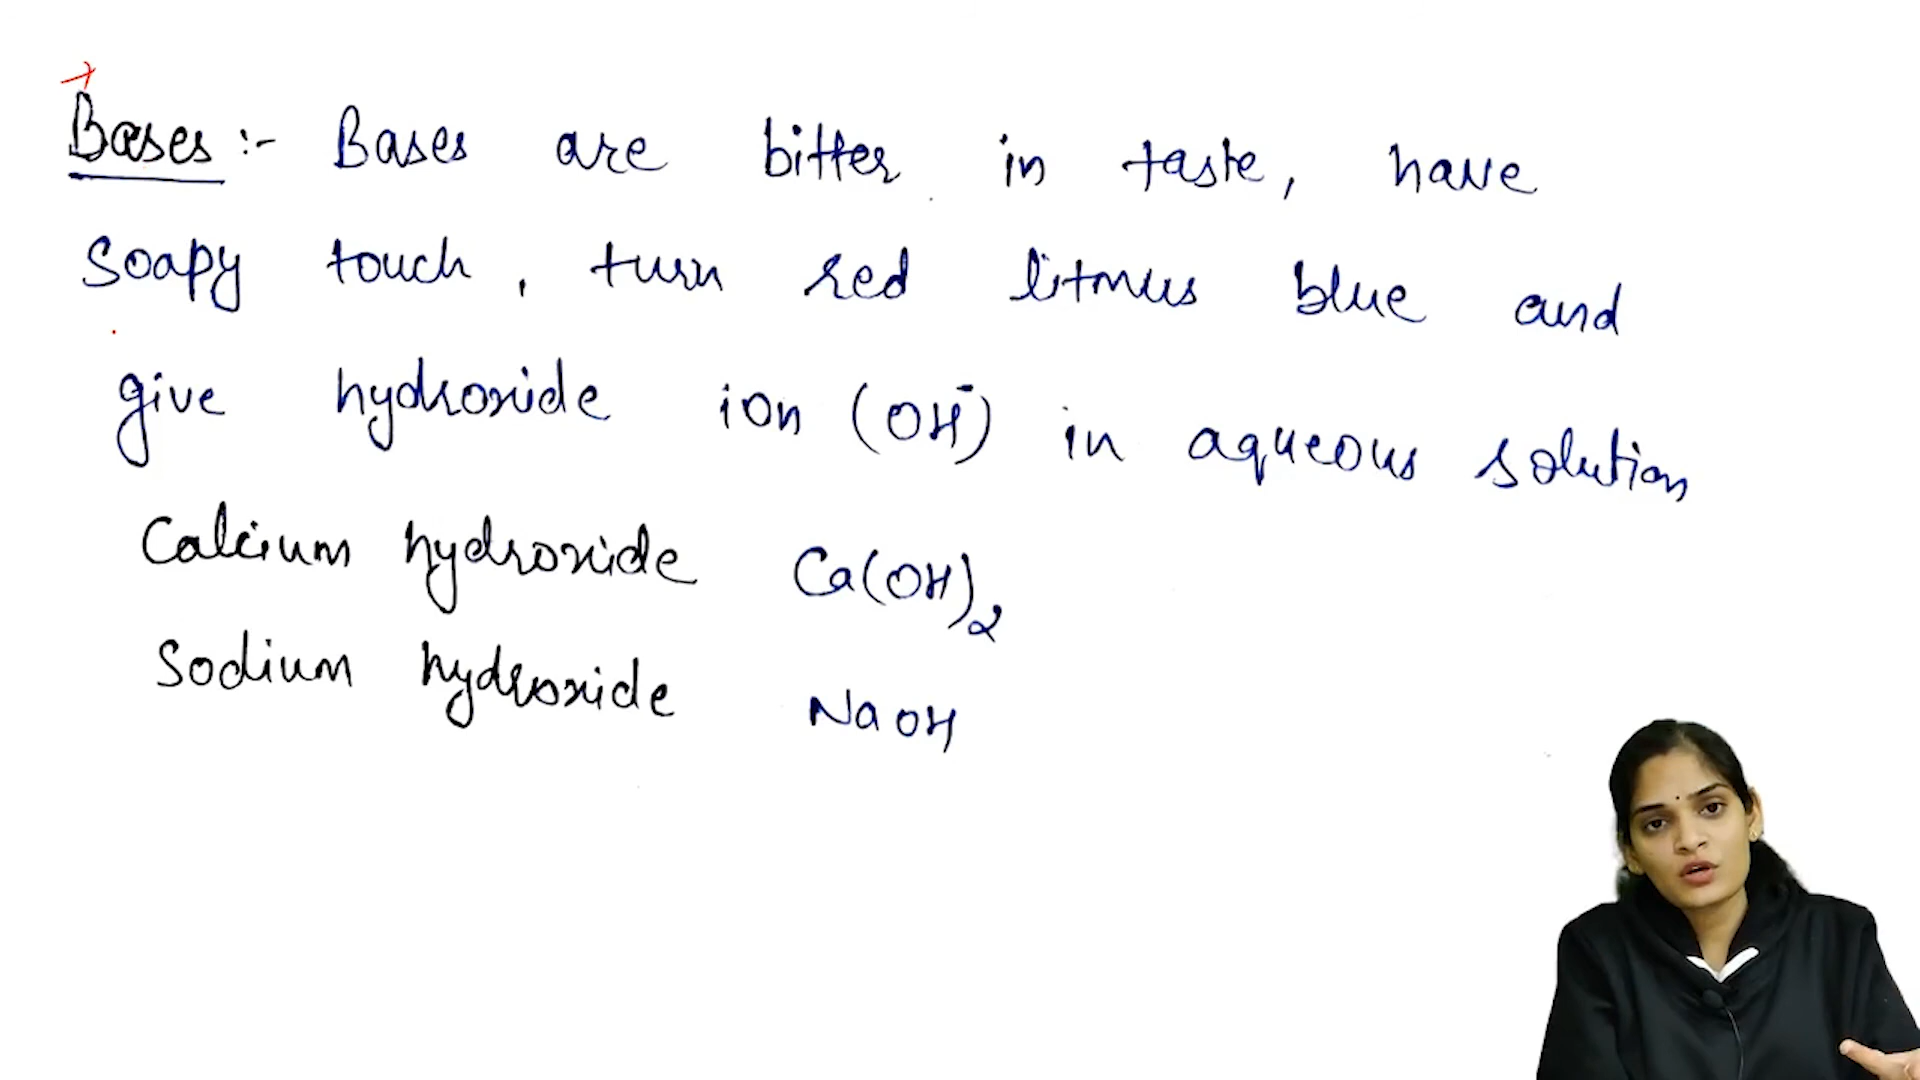 Bases :- Bases are bitter in taste, have
soapy touch, turn red litmus blue and
give hydroxide ion (OH⁻) in aqueous solution
Calcium hydroxide Ca(OH)₂
Sodium hydroxide NaOH